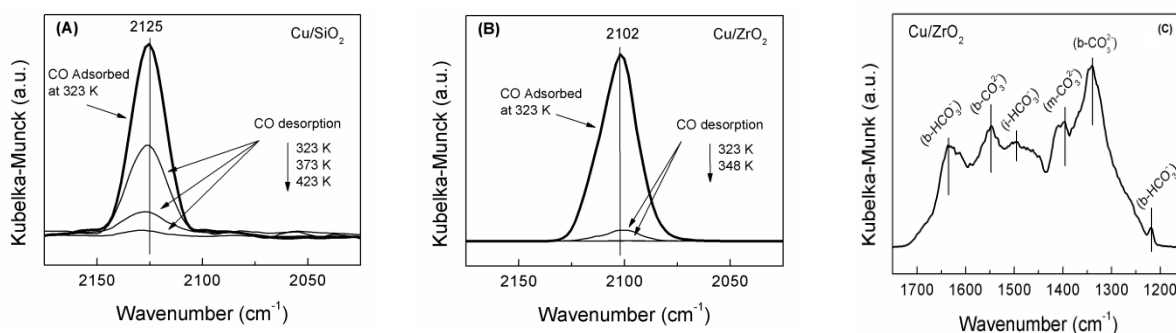 (A)
2125
Cu/SiO₂
CO Adsorbed
at 323 K
CO desorption
323 K
373 K
423 K
Kubelka-Munck (a.u.)
2150
2100
2050
Wavenumber (cm⁻¹)
(B)
2102
Cu/ZrO₂
CO Adsorbed
at 323 K
CO desorption
323 K
348 K
Kubelka-Munck (a.u.)
2150
2100
2050
Wavenumber (cm⁻¹)
Cu/ZrO₂
(C)
(b-HCO₃⁻)
(b-CO₃²⁻)
(i-HCO₃⁻)
(m-CO₃²⁻)
(b-CO₃²⁻)
(b-HCO₃⁻)
Kubelka-Munk (a.u.)
1700 1600 1500 1400 1300 1200
Wavenumber (cm⁻¹)